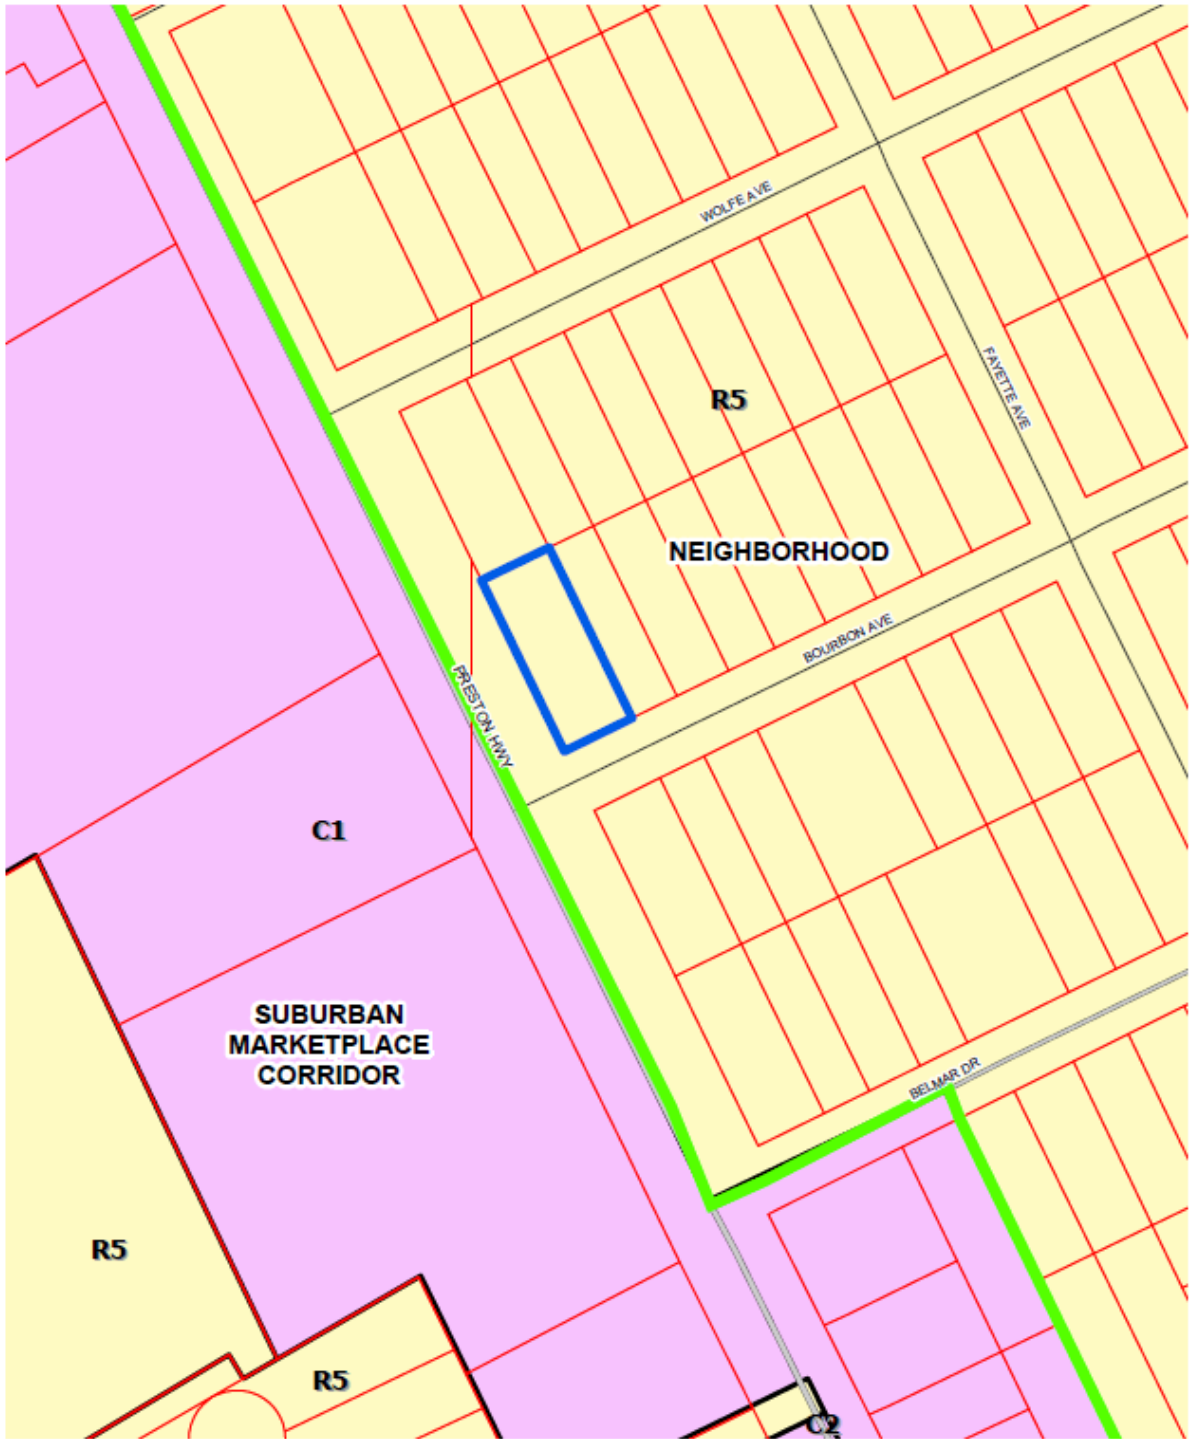 WOLFE AVE
FAYETTE AVE
R5
NEIGHBORHOOD
BOURBON AVE
PRESTON HWY
C1
SUBURBAN
MARKETPLACE
CORRIDOR
BELMAR DR
R5
R5
C2